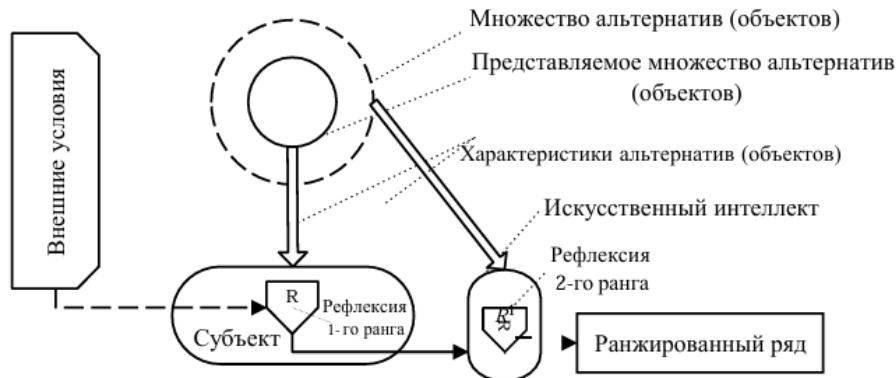 Множество альтернатив (объектов)
Представляемое множество альтернатив
(объектов)
Внешние условия
Характеристики альтернатив (объектов)
Искусственный интеллект
Рефлексия
2-го ранга
R
Рефлексия
1-го ранга
Субъект
Ранжированный ряд